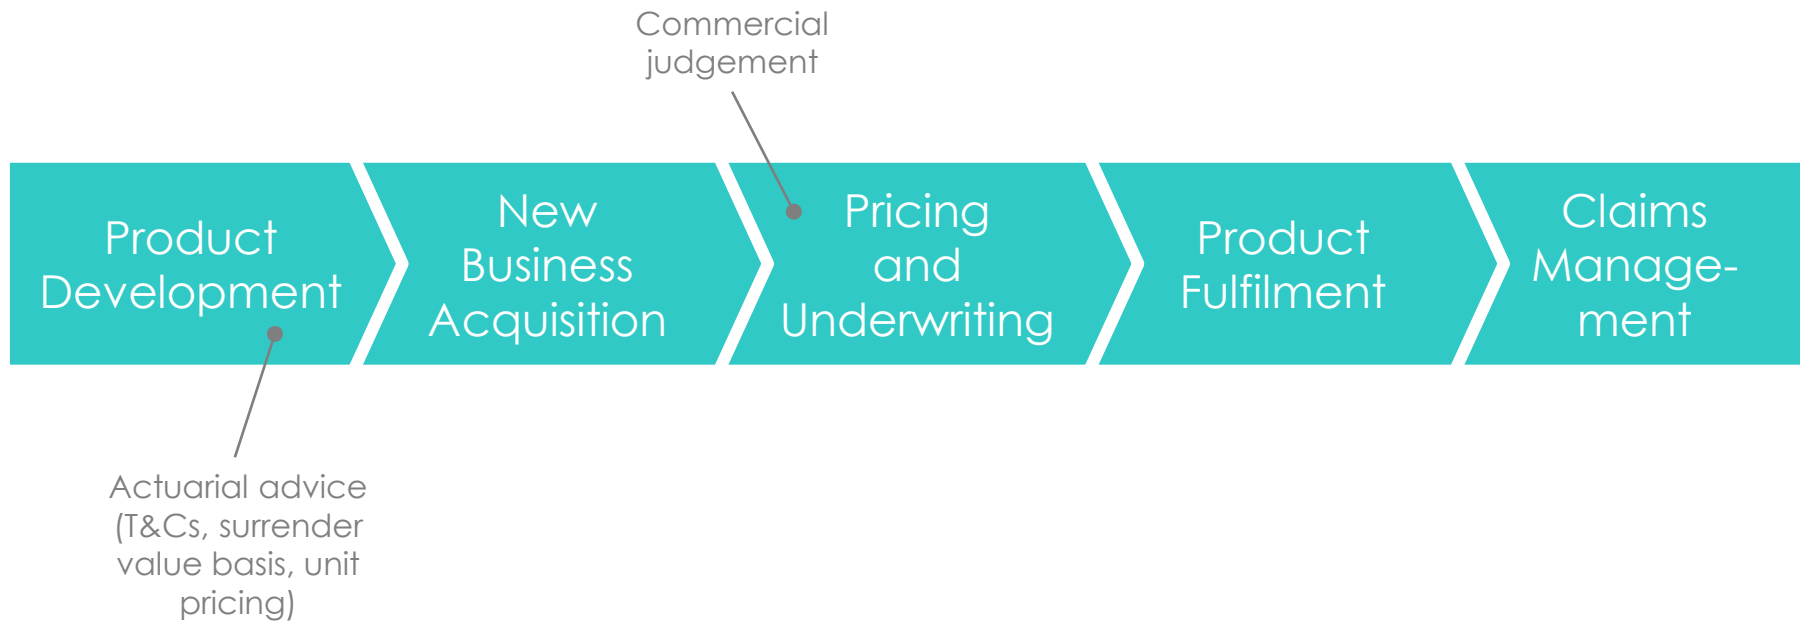 Commercial
judgement
Product
Development
New
Business
Acquisition
Pricing
and
Underwriting
Product
Fulfilment
Claims
Manage-
ment
Actuarial advice
(T&Cs, surrender
value basis, unit
pricing)